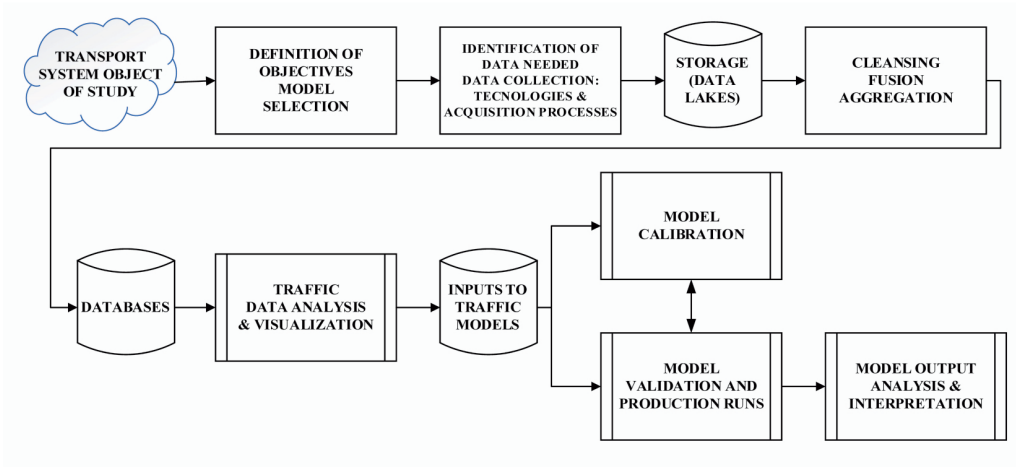 TRANSPORT
SYSTEM OBJECT
OF STUDY
DEFINITION OF
OBJECTIVES
MODEL
SELECTION
IDENTIFICATION OF
DATA NEEDED
DATA COLLECTION:
TECNOLOGIES &
ACQUISITION PROCESSES
STORAGE
(DATA
LAKES)
CLEANSING
FUSION
AGGREGATION
DATABASES
TRAFFIC
DATA ANALYSIS
& VISUALIZATION
INPUTS TO
TRAFFIC
MODELS
MODEL
CALIBRATION
MODEL
VALIDATION AND
PRODUCTION RUNS
MODEL OUTPUT
ANALYSIS &
INTERPRETATION